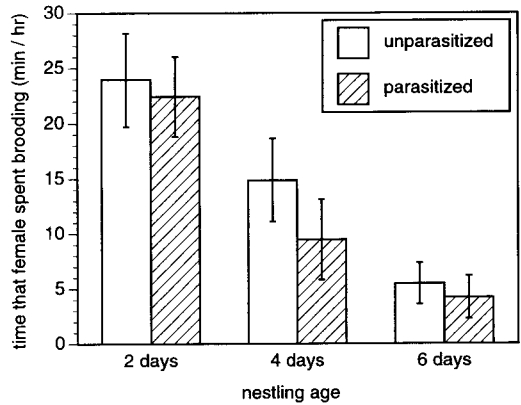 time that female spent brooding (min / hr)
30
25
20
15
10
5
0
unparasitized
parasitized
2 days
4 days
6 days
nestling age